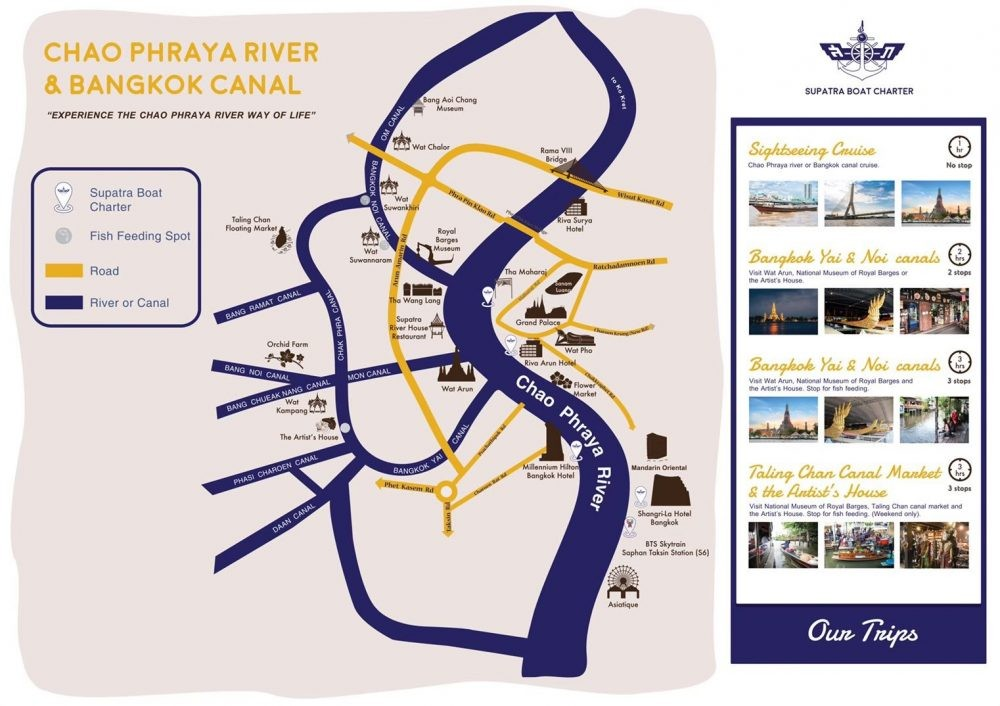 CHAO PHRAYA RIVER
& BANGKOK CANAL
“EXPERIENCE THE CHAO PHRAYA RIVER WAY OF LIFE”
Supatra Boat
Charter
Fish Feeding Spot
Road
River or Canal
to Ko Kret
Bang Aoi Chong
Museum
OM CANAL
Wat Chalor
Rama VIII
Bridge
BANGKOK NOI CANAL
Wat
Suwankhiri
Phra Pin Klao Rd
Wisut Kasat Rd
Riva Surya
Hotel
Taling Chan
Floating Market
Wat
Suwannaram
Royal
Barges
Museum
Arun Amarin Rd
Ratchadamnoen Rd
Tha Maharaj
Sanam
Luang
Tha Wang Lang
Grand Palace
BANG RAMAT CANAL
CHAK PHRA CANAL
Supatra
River House
Restaurant
Charoen Krung (New Rd)
Wat Pho
Riva Arun Hotel
Orchid Farm
BANG NOI CANAL
MON CANAL
BANG CHUEAK NANG CANAL
Wat Arun
Flower
Market
Wat
Kampang
The Artist's House
Chao Phraya River
BANGKOK YAI CANAL
PHASI CHAROEN CANAL
Millennium Hilton
Bangkok Hotel
Mandarin Oriental
Phet Kasem Rd
Taksin Rd
DAAN CANAL
Shangri-La Hotel
Bangkok
BTS Skytrain
Saphan Taksin Station (S6)
Asiatique
SUPATRA BOAT CHARTER
Sightseeing Cruise
1
hr
No stop
Chao Phraya river or Bangkok canal cruise.
Bangkok Yai & Noi canals
2
hrs
2 stops
Visit Wat Arun, National Museum of Royal Barges or
the Artist's House.
Bangkok Yai & Noi canals
3
hrs
3 stops
Visit Wat Arun, National Museum of Royal Barges and
the Artist's House. Stop for fish feeding.
Taling Chan Canal Market
& the Artist's House
3
hrs
3 stops
Visit National Museum of Royal Barges, Taling Chan canal market and
the Artist's House. Stop for fish feeding. (Weekend only).
Our Trips